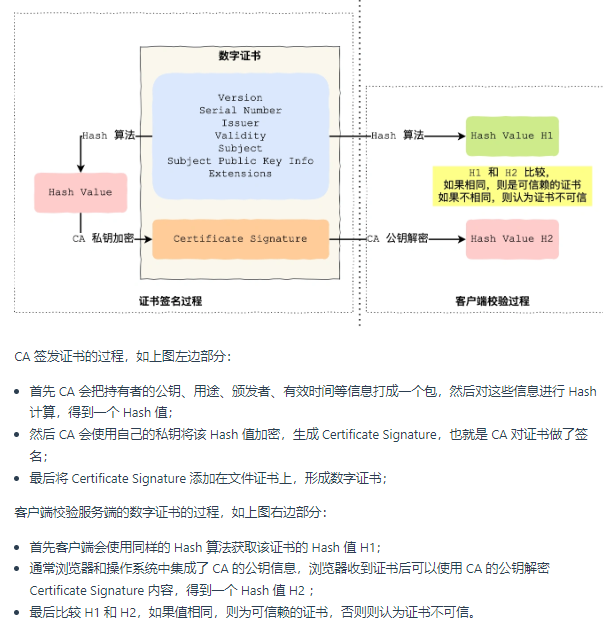 数字证书
Version
Serial Number
Issuer
Validity
Subject
Subject Public Key Info
Extensions
Hash 算法
Hash 算法
Hash Value H1
Hash Value
H1 和 H2 比较，
如果相同，则是可信赖的证书
如果不相同，则认为证书不可信
CA 私钥加密
Certificate Signature
CA 公钥解密
Hash Value H2
证书签名过程
客户端校验过程
CA 签发证书的过程，如上图左边部分：
首先 CA 会把持有者的公钥、用途、颁发者、有效时间等信息打成一个包，然后对这些信息进行 Hash
计算，得到一个 Hash 值；
然后 CA 会使用自己的私钥将该 Hash 值加密，生成 Certificate Signature，也就是 CA 对证书做了签
名；
最后将 Certificate Signature 添加在文件证书上，形成数字证书；
客户端校验服务端的数字证书的过程，如上图右边部分：
首先客户端会使用同样的 Hash 算法获取该证书的 Hash 值 H1；
通常浏览器和操作系统中集成了 CA 的公钥信息，浏览器收到证书后可以使用 CA 的公钥解密
Certificate Signature 内容，得到一个 Hash 值 H2 ；
最后比较 H1 和 H2，如果值相同，则为可信赖的证书，否则则认为证书不可信。